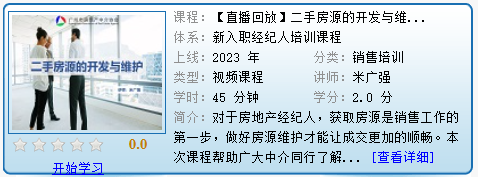 课程：【直播回放】二手房源的开发与维...
体系：新入职经纪人培训课程
上线：2023 年 分类：销售培训
类型：视频课程 讲师：米广强
学时：45 分钟 学分：2.0 分
简介：对于房地产经纪人，获取房源是销售工作的
第一步，做好房源维护才能让成交更加的顺畅。本
次课程帮助广大中介同行了解... [查看详细]
二手房源的开发与维护
0.0
开始学习